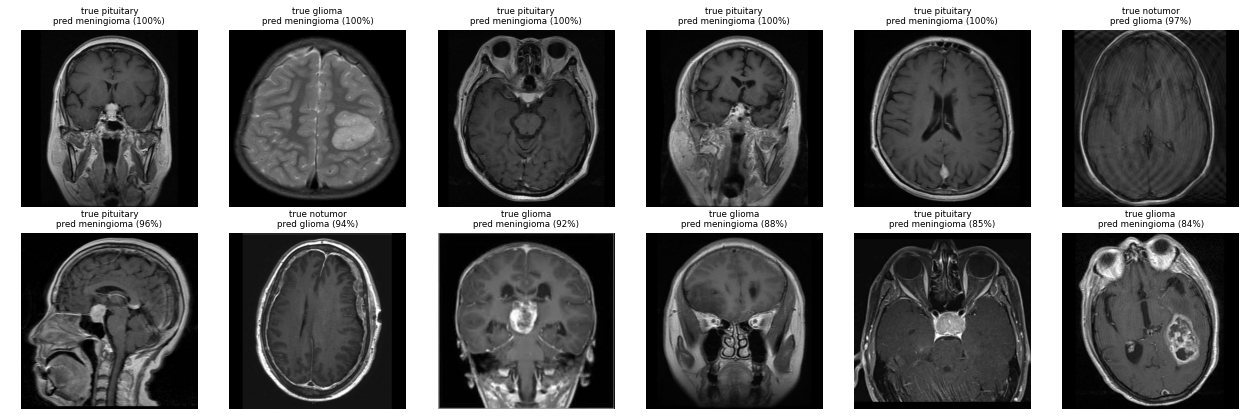 true pituitary
pred meningioma (100%)
true glioma
pred meningioma (100%)
true pituitary
pred meningioma (100%)
true pituitary
pred meningioma (100%)
true pituitary
pred meningioma (100%)
true notumor
pred glioma (97%)
true pituitary
pred meningioma (96%)
true notumor
pred glioma (94%)
true glioma
pred meningioma (92%)
true glioma
pred meningioma (88%)
true pituitary
pred meningioma (85%)
true glioma
pred meningioma (84%)